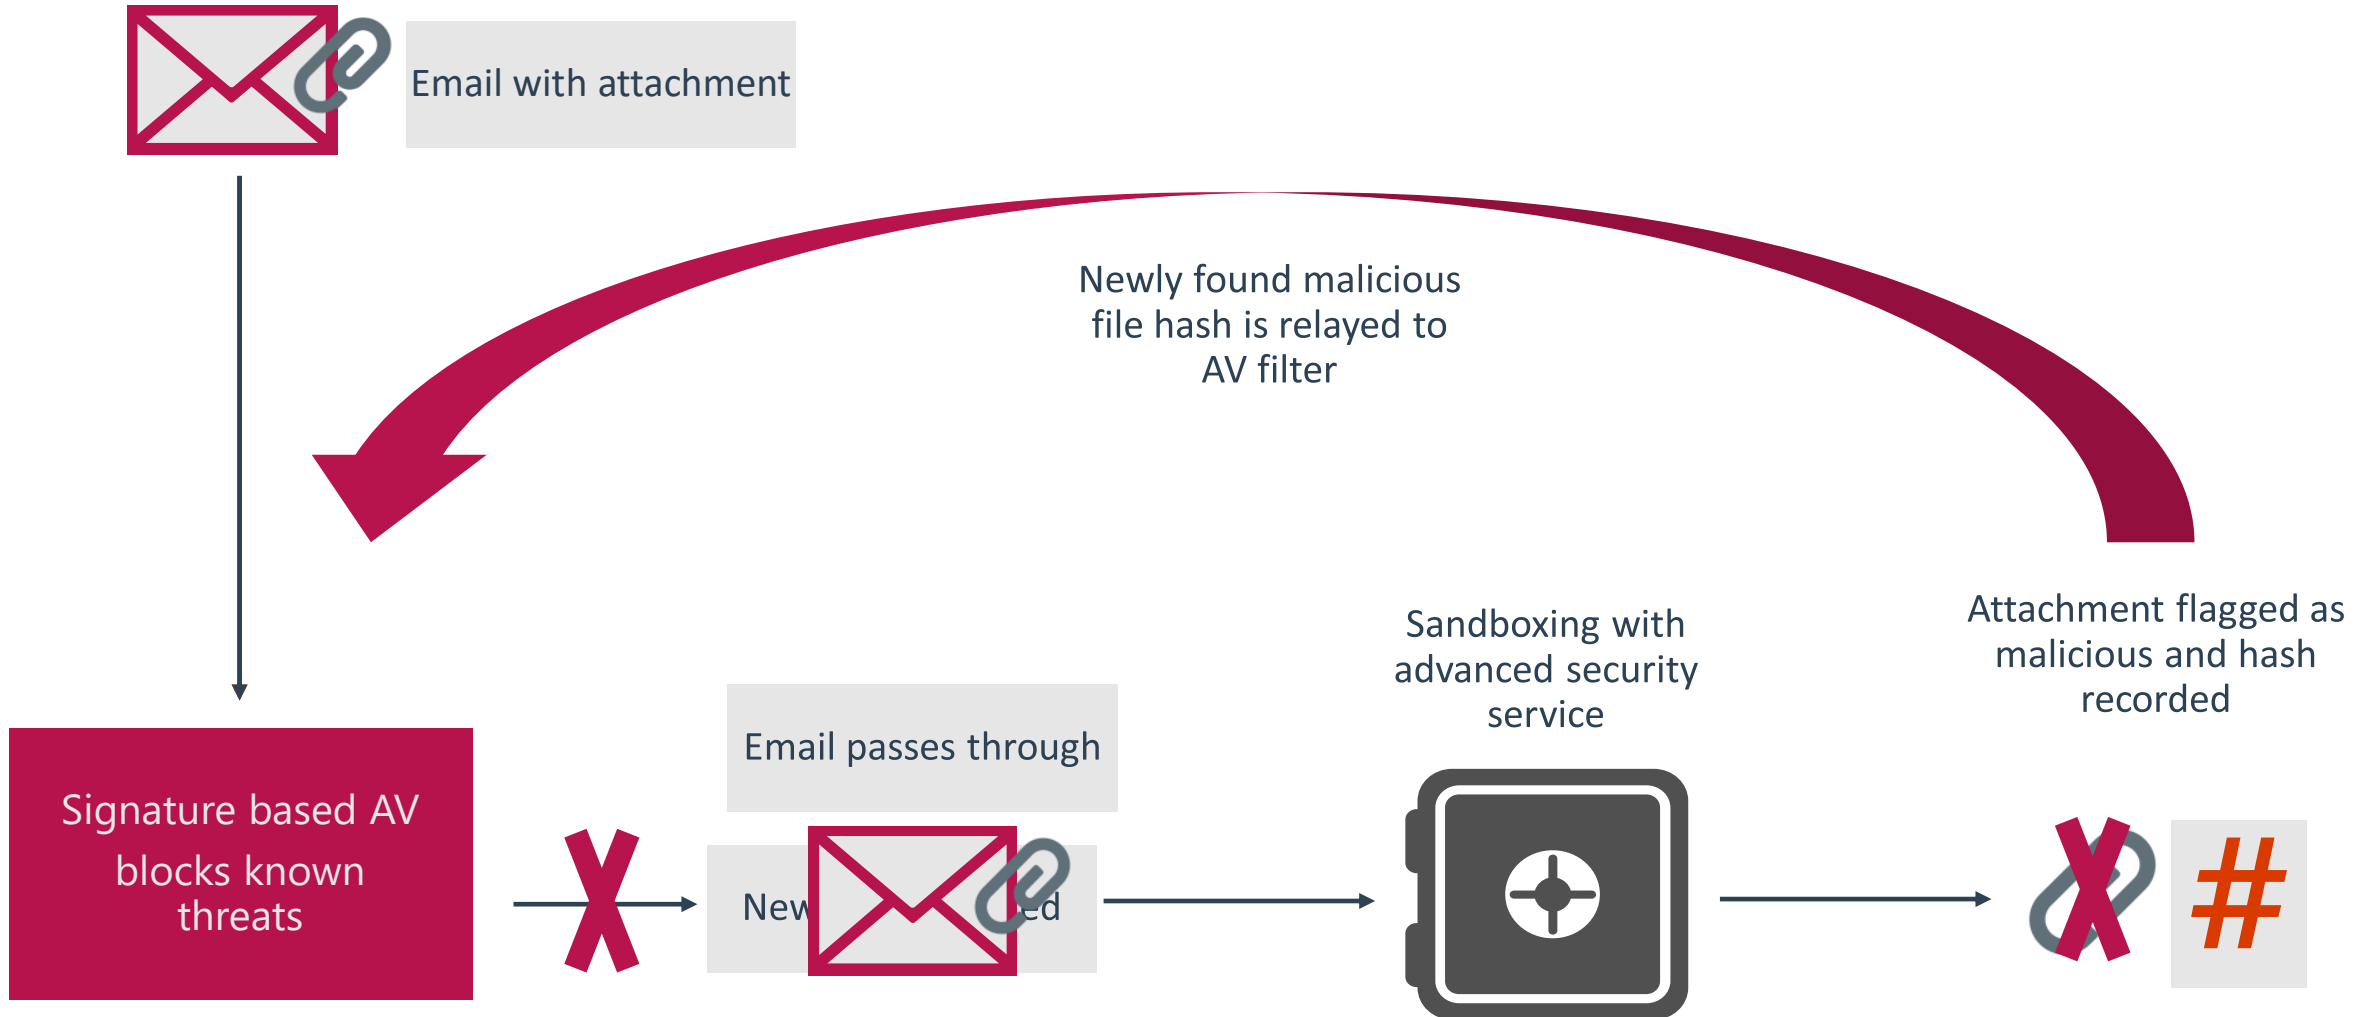 Email with attachment
Newly found malicious
file hash is relayed to
AV filter
Attachment flagged as
malicious and hash
recorded
Sandboxing with
advanced security
service
Email passes through
Signature based AV
blocks known
threats
New
#